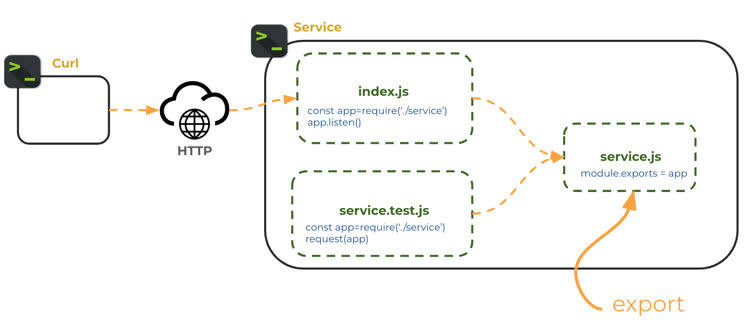 Service
Curl
index.js
const app=require('./service')
app.listen()
HTTP
service.js
module.exports = app
service.test.js
const app=require('./service')
request(app)
export